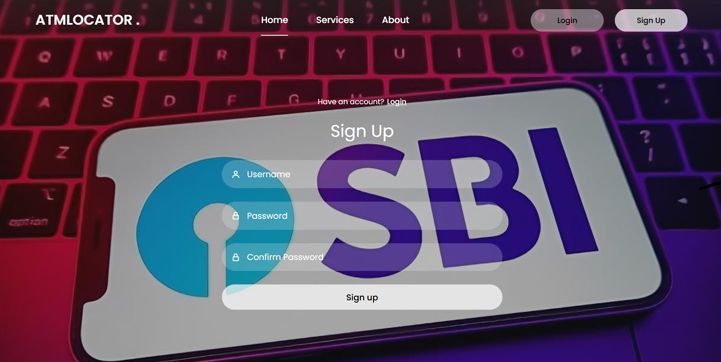 ATMLOCATOR .
Home Services About
Login Sign Up
Q W E R T Y U I O P
A S D F G
Have an account? Login
Sign Up
Z
? /
option
SBI
Username
Password
Confirm Password
Sign up